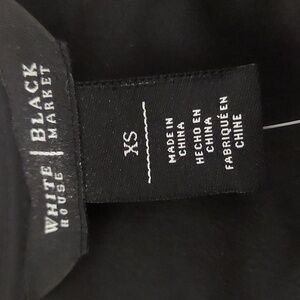 WHITE | BLACK
HOUSE | MARKET
XS
MADE IN
CHINA
HECHO EN
CHINA
FABRIQUÉ EN
CHINE